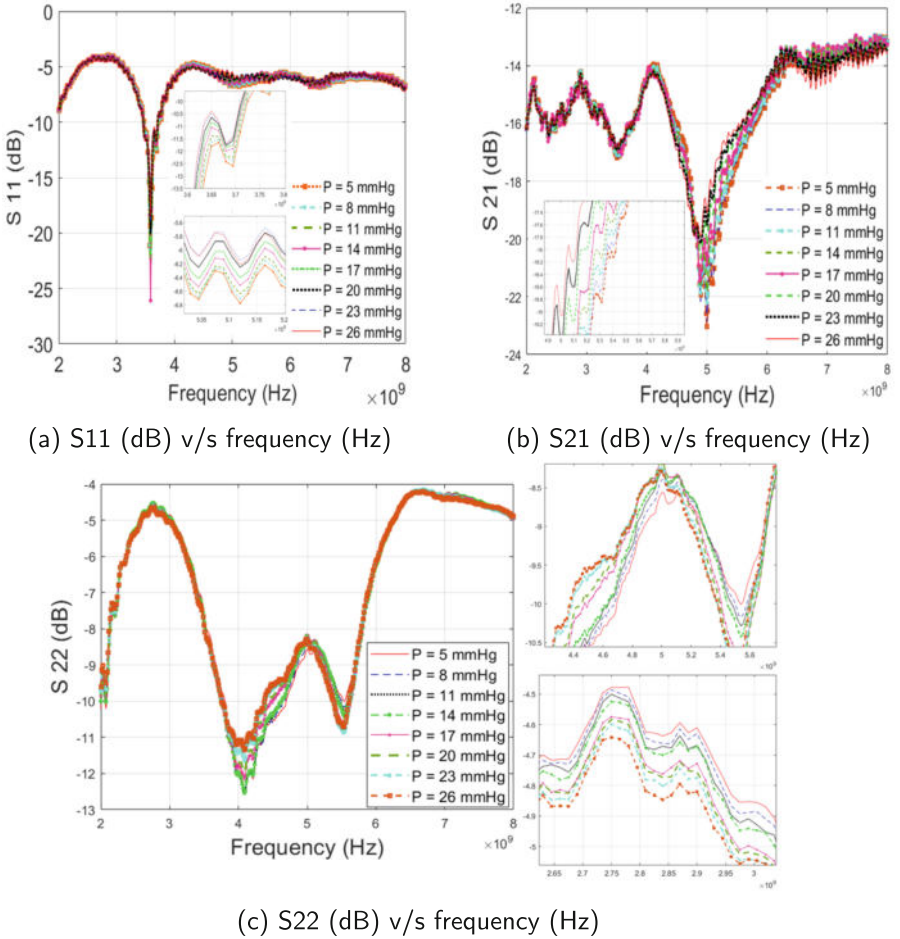 0
-5
-10
-15
-20
-25
-30
S 11 (dB)
2 3 4 5 6 7 8
Frequency (Hz)
×10⁹
P = 5 mmHg
P = 8 mmHg
P = 11 mmHg
P = 14 mmHg
P = 17 mmHg
P = 20 mmHg
P = 23 mmHg
P = 26 mmHg
(a) S11 (dB) v/s frequency (Hz)
-12
-14
-16
-18
-20
-22
-24
S 21 (dB)
2 3 4 5 6 7 8
Frequency (Hz)
×10⁹
P = 5 mmHg
P = 8 mmHg
P = 11 mmHg
P = 14 mmHg
P = 17 mmHg
P = 20 mmHg
P = 23 mmHg
P = 26 mmHg
(b) S21 (dB) v/s frequency (Hz)
-4
-5
-6
-7
-8
-9
-10
-11
-12
-13
S 22 (dB)
2 3 4 5 6 7 8
Frequency (Hz)
×10⁹
P = 5 mmHg
P = 8 mmHg
P = 11 mmHg
P = 14 mmHg
P = 17 mmHg
P = 20 mmHg
P = 23 mmHg
P = 26 mmHg
-8.5
-9
-9.5
-10
-10.5
4.4 4.6 4.8 5 5.2 5.4 5.6
×10⁹
-4.5
-4.6
-4.7
-4.8
-4.9
-5
2.65 2.7 2.75 2.8 2.85 2.9 2.95 3
×10⁹
(c) S22 (dB) v/s frequency (Hz)